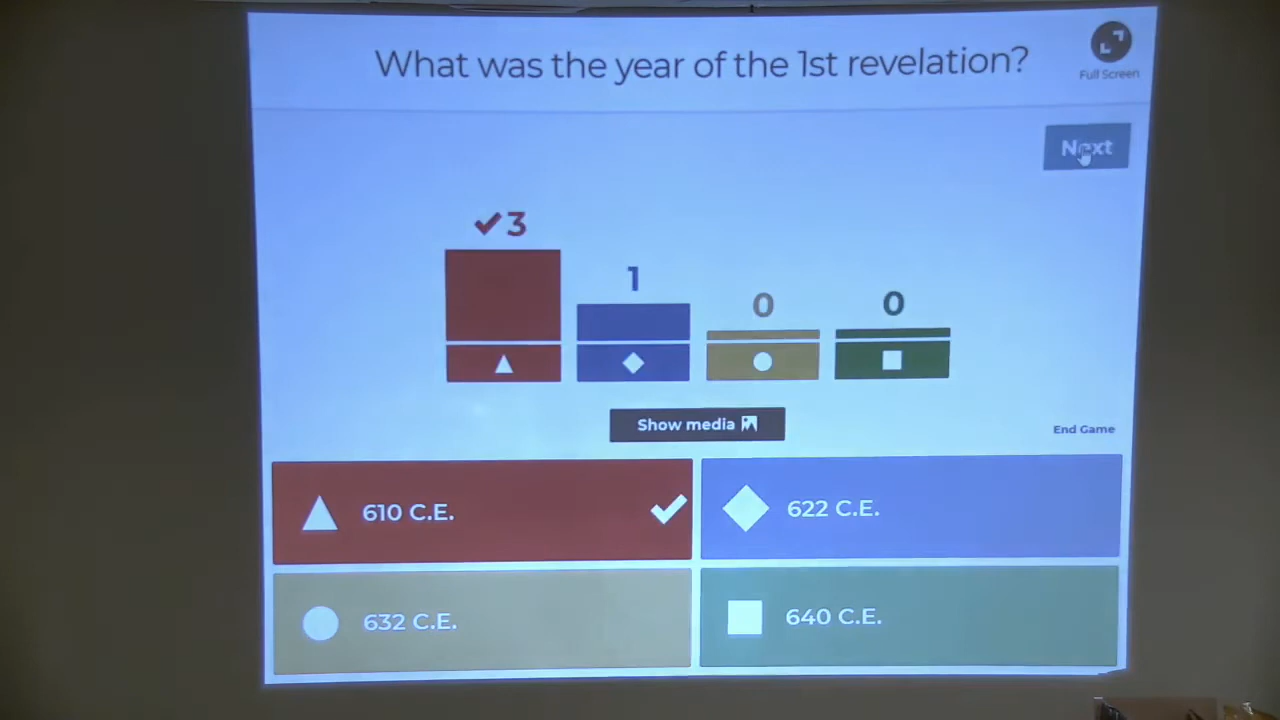 What was the year of the 1st revelation?
Full Screen
Next
3
1
0
0
Show media
End Game
610 C.E.
622 C.E.
632 C.E.
640 C.E.